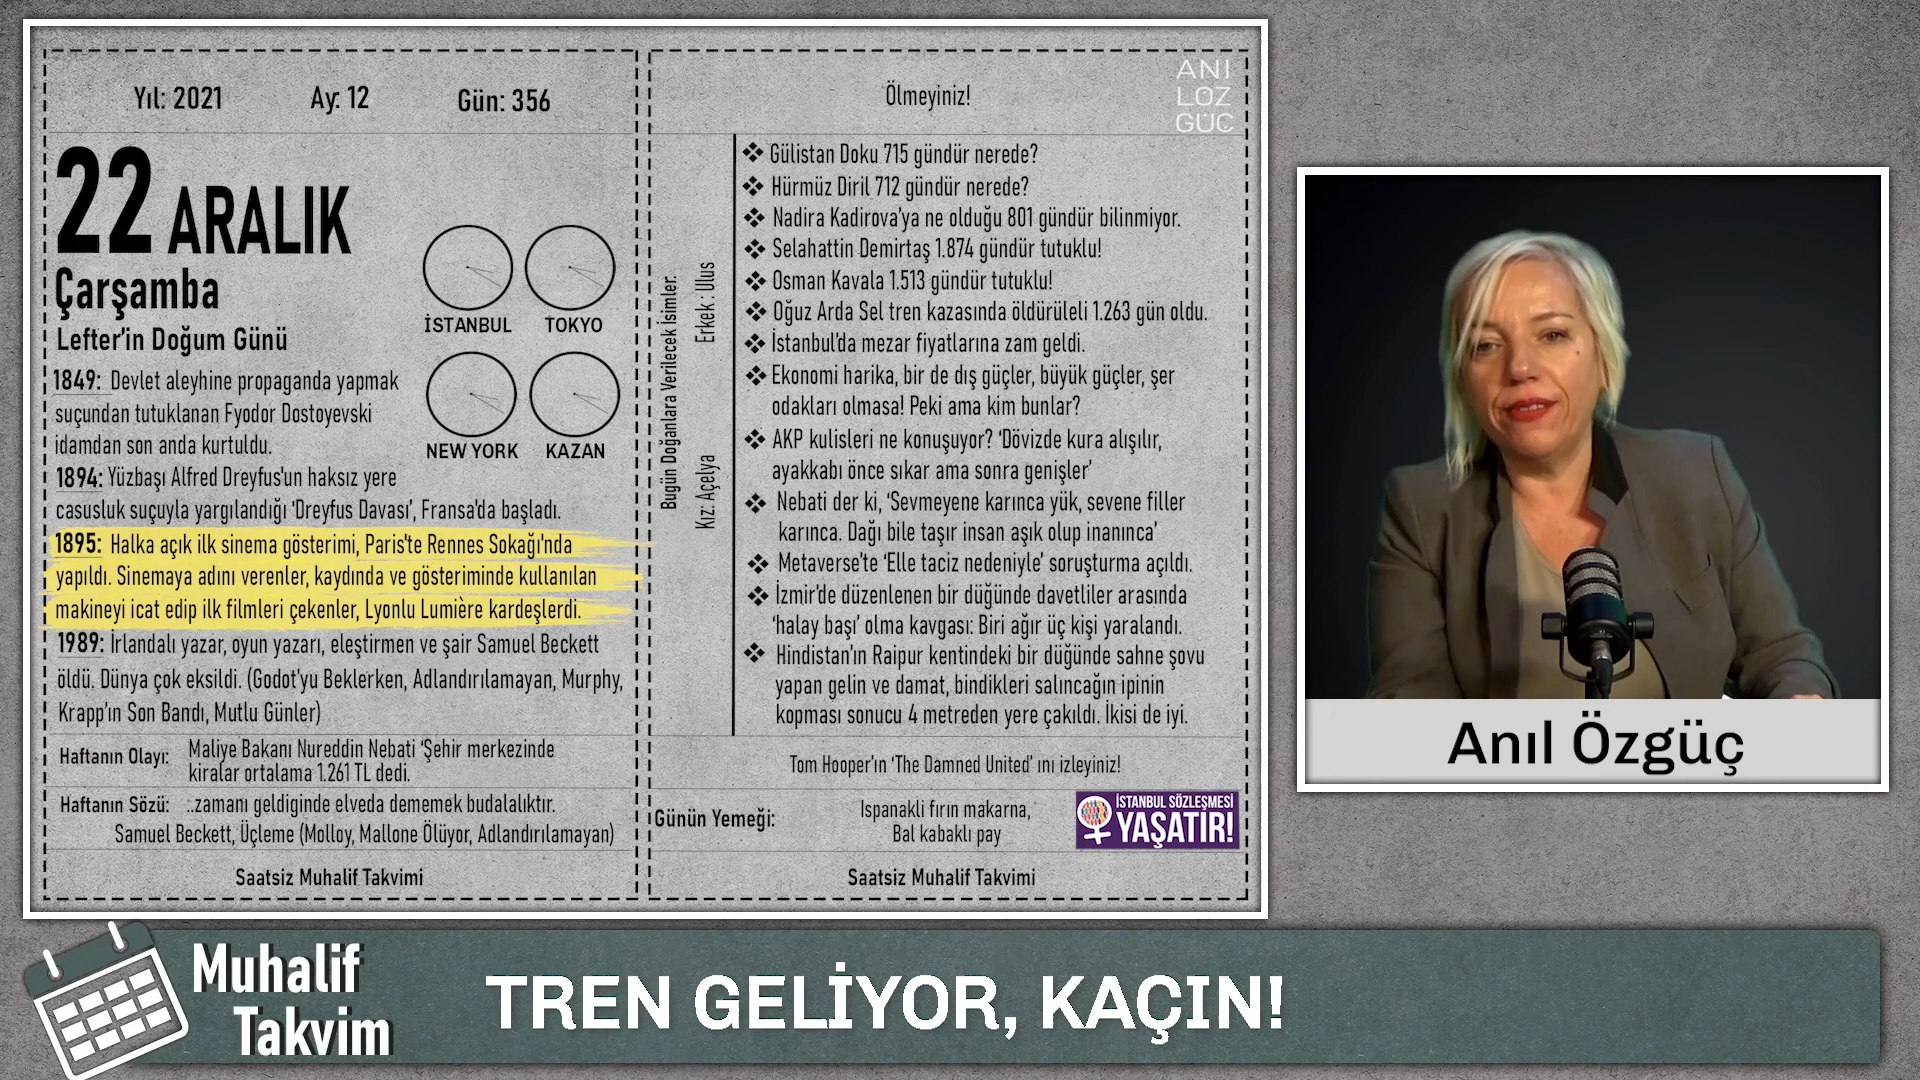 Yıl: 2021 Ay: 12 Gün: 356
22 ARALIK
Çarşamba
Lefter'in Doğum Günü
İSTANBUL TOKYO
NEW YORK KAZAN
1849: Devlet aleyhine propaganda yapmak
suçundan tutuklanan Fyodor Dostoyevski
idamdan son anda kurtuldu.
1894: Yüzbaşı Alfred Dreyfus'un haksız yere
casusluk suçuyla yargılandığı 'Dreyfus Davası', Fransa'da başladı.
1895: Halka açık ilk sinema gösterimi, Paris'te Rennes Sokağı'nda
yapıldı. Sinemaya adını verenler, kaydında ve gösteriminde kullanılan
makineyi icat edip ilk filmleri çekenler, Lyonlu Lumière kardeşlerdi.
1989: İrlandalı yazar, oyun yazarı, eleştirmen ve şair Samuel Beckett
öldü. Dünya çok eksildi. (Godot'yu Beklerken, Adlandırılamayan, Murphy,
Krapp'ın Son Bandı, Mutlu Günler)
Haftanın Olayı: Maliye Bakanı Nureddin Nebati 'Şehir merkezinde
kiralar ortalama 1.261 TL dedi.
Haftanın Sözü: ..zamanı geldiginde elveda dememek budalalıktır.
Samuel Beckett, Üçleme (Molloy, Mallone Ölüyor, Adlandırılamayan)
Saatsiz Muhalif Takvimi
Ölmeyiniz!
ANI
LOZ
GÜÇ
Bugün Doğanlara Verilecek İsimler:
Kız: Açelya Erkek : Ulus
❖ Gülistan Doku 715 gündür nerede?
❖ Hürmüz Diril 712 gündür nerede?
❖ Nadira Kadirova'ya ne olduğu 801 gündür bilinmiyor.
❖ Selahattin Demirtaş 1.874 gündür tutuklu!
❖ Osman Kavala 1.513 gündür tutuklu!
❖ Oğuz Arda Sel tren kazasında öldürüleli 1.263 gün oldu.
❖ İstanbul'da mezar fiyatlarına zam geldi.
❖ Ekonomi harika, bir de dış güçler, büyük güçler, şer
odakları olmasa! Peki ama kim bunlar?
❖ AKP kulisleri ne konuşuyor? 'Dövizde kura alışılır,
ayakkabı önce sıkar ama sonra genişler'
❖ Nebati der ki, 'Sevmeyene karınca yük, sevene filler
karınca. Dağı bile taşır insan aşık olup inanınca'
❖ Metaverse'te 'Elle taciz nedeniyle' soruşturma açıldı.
❖ İzmir'de düzenlenen bir düğünde davetliler arasında
'halay başı' olma kavgası: Biri ağır üç kişi yaralandı.
❖ Hindistan'ın Raipur kentindeki bir düğünde sahne şovu
yapan gelin ve damat, bindikleri salıncağın ipinin
kopması sonucu 4 metreden yere çakıldı. İkisi de iyi.
Tom Hooper'ın 'The Damned United' ını izleyiniz!
Günün Yemeği: Ispanakli fırın makarna,
Bal kabaklı pay
İSTANBUL SÖZLEŞMESİ
YAŞATIR!
Saatsiz Muhalif Takvimi
Anıl Özgüç
Muhalif
Takvim
TREN GELİYOR, KAÇIN!